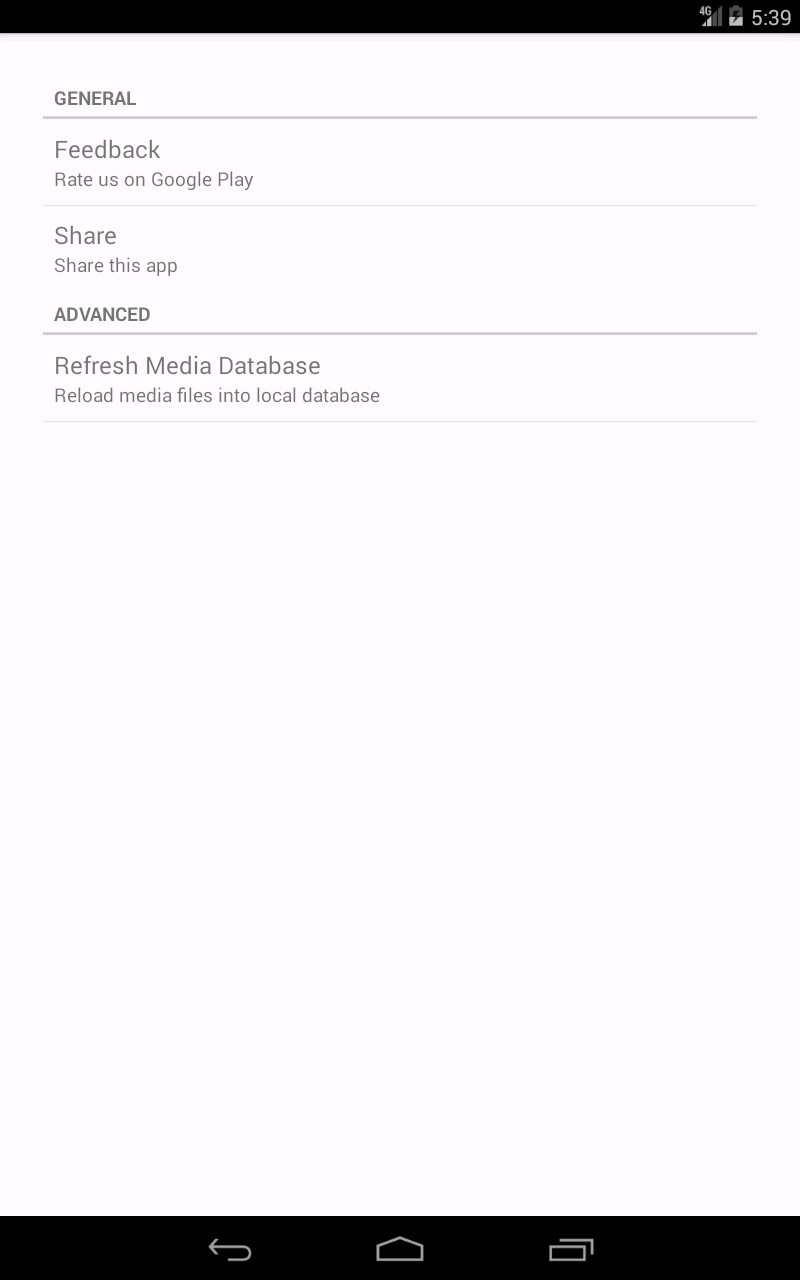 4G 5:39
GENERAL
Feedback
Rate us on Google Play
Share
Share this app
ADVANCED
Refresh Media Database
Reload media files into local database